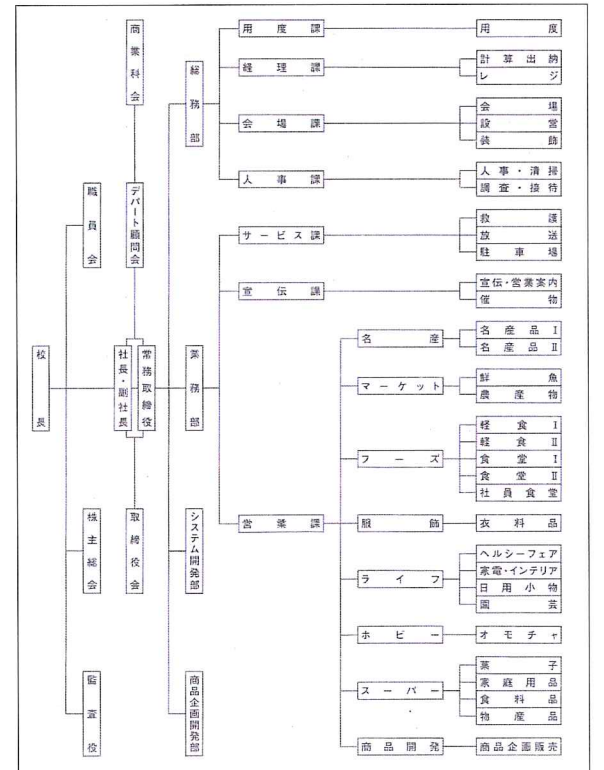 校長
職員会
株主総会
監査役
商業科会
デパート顧問会
社長・副社長
常務取締役
取締役会
総務部
業務部
システム開発部
商品企画開発部
用度課
経理課
会場課
人事課
サービス課
宣伝課
営業課
名産
マーケット
フーズ
服飾
ライフ
ホビー
スーパー
商品開発
用度
計算出納
レジ
会場
設営
装飾
人事・清掃
調査・接待
救護
放送
駐車場
宣伝・営業案内
催物
名産品Ⅰ
名産品Ⅱ
鮮魚
農産物
軽食Ⅰ
軽食Ⅱ
食堂Ⅰ
食堂Ⅱ
社員食堂
衣料品
ヘルシーフェア
家電・インテリア
日用小物
園芸
オモチャ
菓子
家庭用品
食料品
物産品
商品企画販売